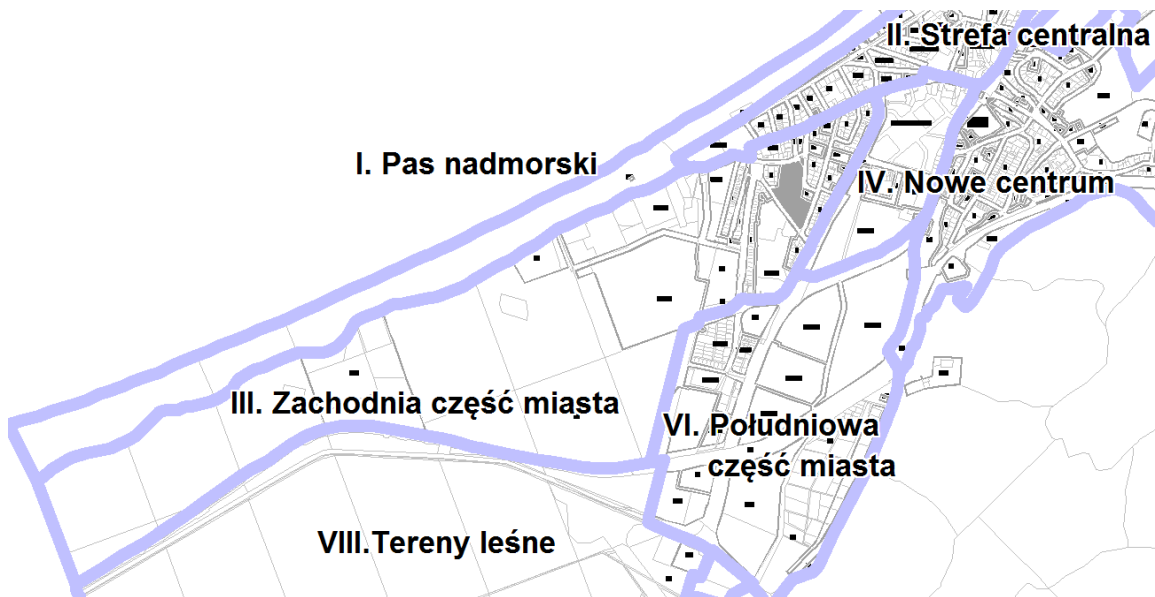 II. Strefa centralna
I. Pas nadmorski
IV. Nowe centrum
III. Zachodnia część miasta
VI. Południowa
część miasta
VIII.Tereny leśne